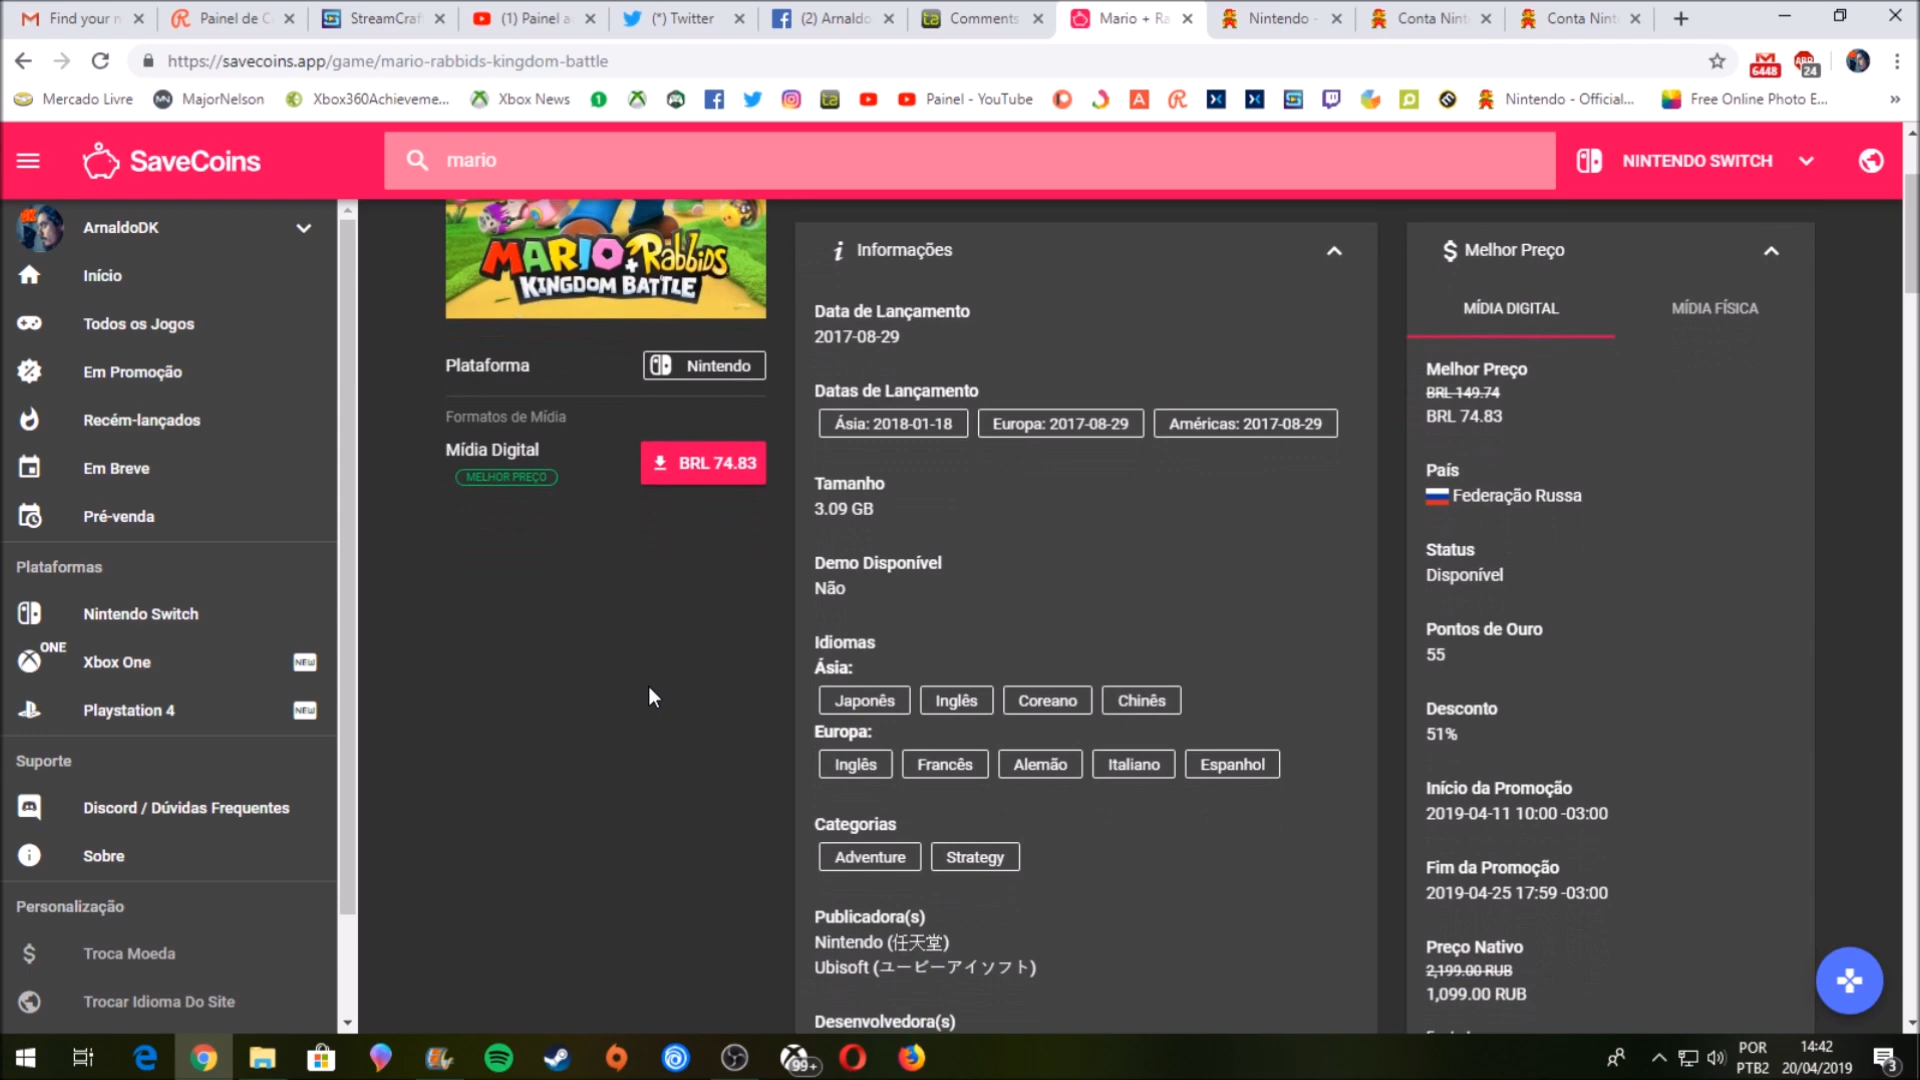 Find your n
Painel de C
StreamCraf
(1) Painel a
(*) Twitter
(2) Arnaldo
Comments
Mario + Ra
Nintendo -
Conta Nint
Conta Nint
https://savecoins.app/game/mario-rabbids-kingdom-battle
6448
24
Mercado Livre
MajorNelson
Xbox360Achieveme...
Xbox News
Painel - YouTube
Nintendo - Official...
Free Online Photo E...
SaveCoins
mario
NINTENDO SWITCH
ArnaldoDK
Início
Todos os Jogos
Em Promoção
Recém-lançados
Em Breve
Pré-venda
Plataformas
Nintendo Switch
ONE
Xbox One
NEW
Playstation 4
NEW
Suporte
Discord / Dúvidas Frequentes
Sobre
Personalização
Troca Moeda
Trocar Idioma Do Site
MARIO + Rabbids
KINGDOM BATTLE
Plataforma
Nintendo
Formatos de Mídia
Mídia Digital
MELHOR PREÇO
BRL 74.83
Informações
Data de Lançamento
2017-08-29
Datas de Lançamento
Ásia: 2018-01-18
Europa: 2017-08-29
Américas: 2017-08-29
Tamanho
3.09 GB
Demo Disponível
Não
Idiomas
Ásia:
Japonês
Inglês
Coreano
Chinês
Europa:
Inglês
Francês
Alemão
Italiano
Espanhol
Categorias
Adventure
Strategy
Publicadora(s)
Nintendo (任天堂)
Ubisoft (ユービーアイソフト)
Desenvolvedora(s)
Melhor Preço
MÍDIA DIGITAL
MÍDIA FÍSICA
Melhor Preço
BRL 149.74
BRL 74.83
País
Federação Russa
Status
Disponível
Pontos de Ouro
55
Desconto
51%
Início da Promoção
2019-04-11 10:00 -03:00
Fim da Promoção
2019-04-25 17:59 -03:00
Preço Nativo
2,199.00 RUB
1,099.00 RUB
99+
POR
PTB2
14:42
20/04/2019
3